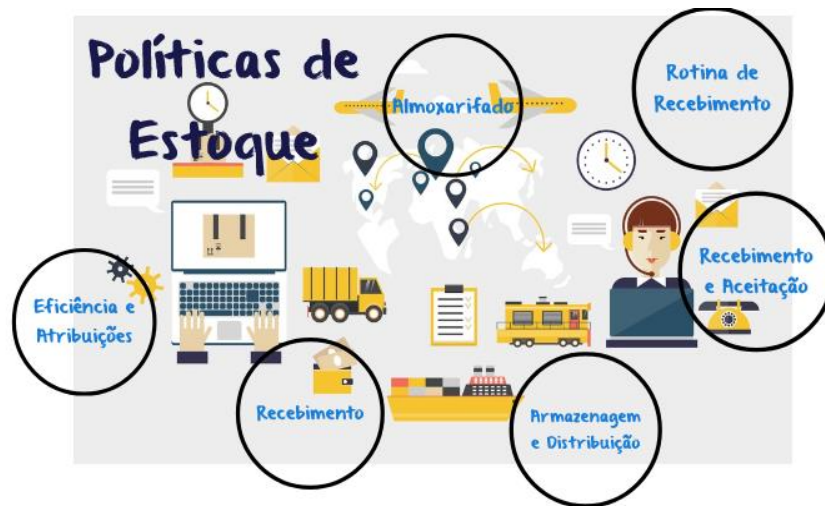 Políticas de
Estoque
Almoxarifado
Rotina de
Recebimento
Recebimento
e Aceitação
Eficiência e
Atribuições
Recebimento
Armazenagem
e Distribuição